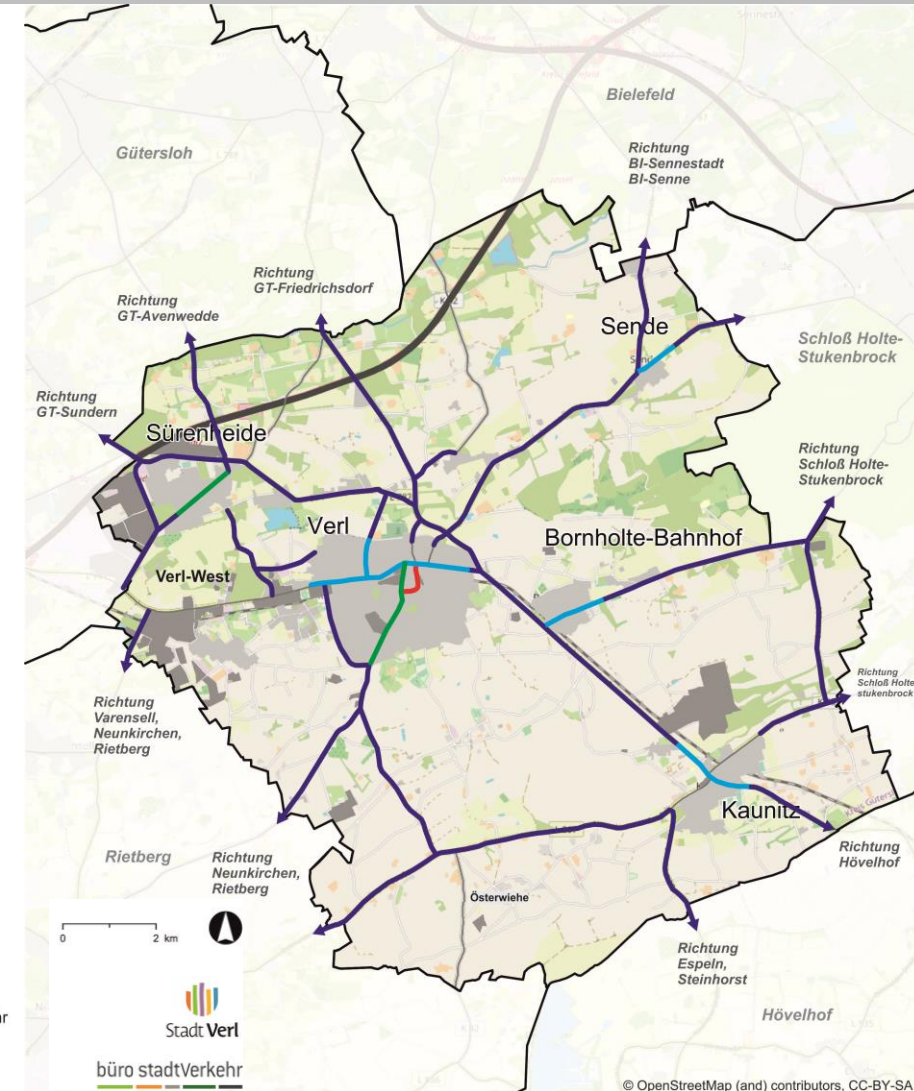 Bielefeld
Gütersloh
Richtung
BI-Sennestadt
BI-Senne
Richtung
GT-Friedrichsdorf
Richtung
GT-Avenwedde
Sende
Schloß Holte-
Stukenbrock
Richtung
GT-Sundern
Sürenheide
Richtung
Schloß Holte-
Stukenbrock
Verl
Bornholte-Bahnhof
Verl-West
Richtung
Schloß Holte
stukenbrock
Richtung
Varensell,
Neunkirchen,
Rietberg
Kaunitz
Richtung
Hövelhof
Rietberg
Richtung
Neunkirchen,
Rietberg
Österwiehe
0 2 km
Richtung
Espeln,
Steinhorst
Stadt Verl
Hövelhof
büro stadtVerkehr
© OpenStreetMap (and) contributors, CC-BY-SA